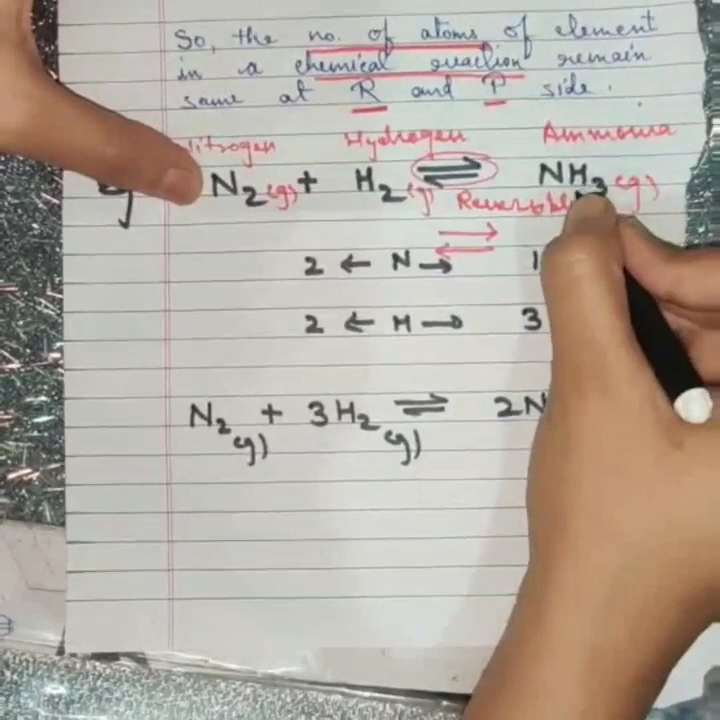 So, the no. of atoms of element
in a chemical reaction remain
same at R and P side.
Hydrogen Ammonia
N2(g) + H2(g) ⇌ NH3(g)
Reversible
⇌
2 ← N → 1
2 ← H → 3
N2(g) + 3H2(g) ⇌ 2N